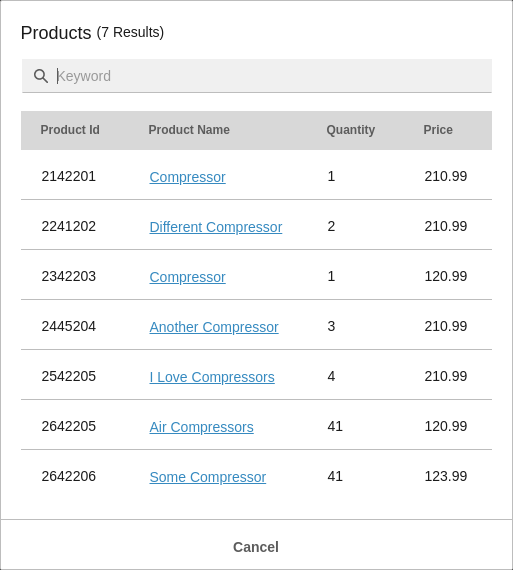 Products (7 Results)
Keyword
Product Id Product Name Quantity Price
2142201 Compressor 1 210.99
2241202 Different Compressor 2 210.99
2342203 Compressor 1 120.99
2445204 Another Compressor 3 210.99
2542205 I Love Compressors 4 210.99
2642205 Air Compressors 41 120.99
2642206 Some Compressor 41 123.99
Cancel